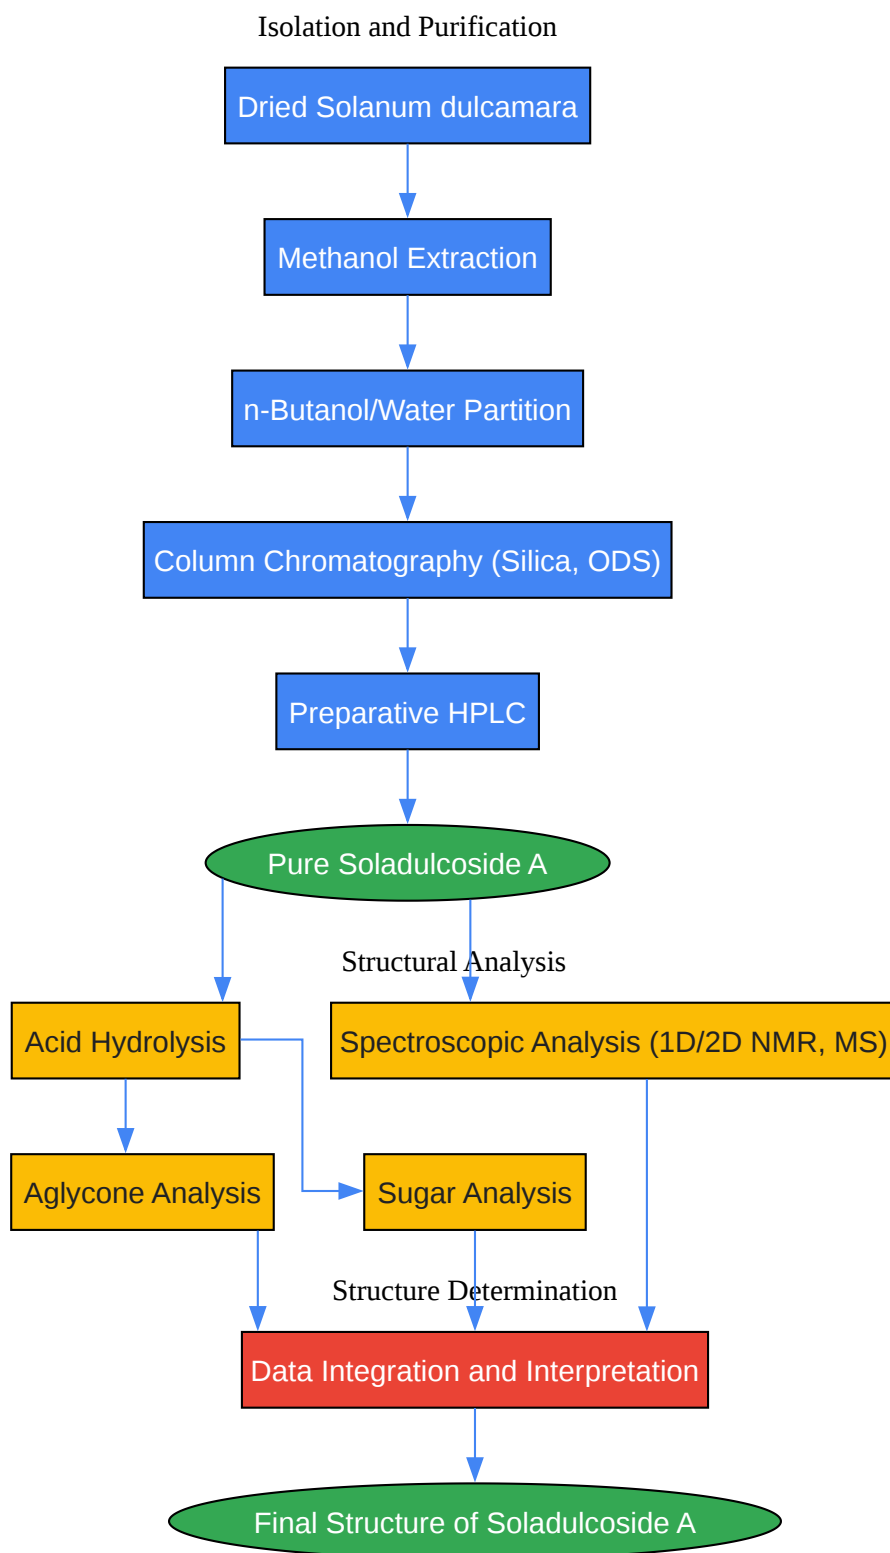 Isolation and Purification
Dried Solanum dulcamara
Methanol Extraction
n-Butanol/Water Partition
Column Chromatography (Silica, ODS)
Preparative HPLC
Pure Soladulcoside A
Structural Analysis
Acid Hydrolysis
Spectroscopic Analysis (1D/2D NMR, MS)
Aglycone Analysis
Sugar Analysis
Structure Determination
Data Integration and Interpretation
Final Structure of Soladulcoside A